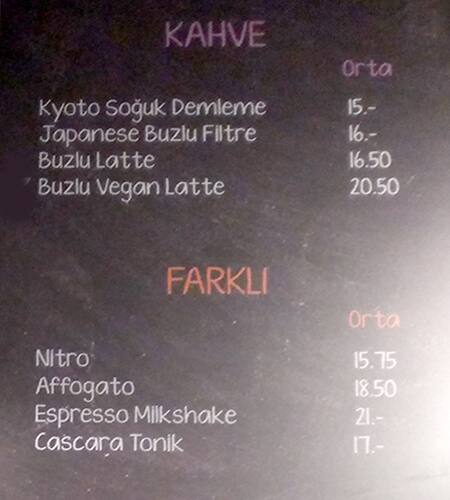 KAHVE
Orta
Kyoto Soğuk Demleme 15.-
Japanese Buzlu Filtre 16.-
Buzlu Latte 16.50
Buzlu Vegan Latte 20.50
FARKLI
Orta
Nitro 15.75
Affogato 18.50
Espresso Milkshake 21.-
Cascara Tonik 17.-